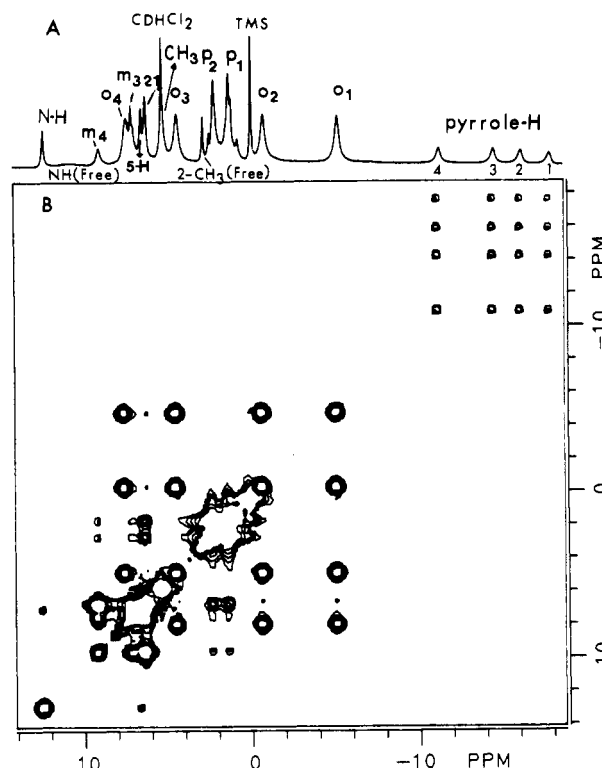 A
CDHCl₂
TMS
CH₃ p₂ p₁
m₃ 2 1
o₄ o₃ o₂ o₁
N-H
m₄
pyrrole-H
NH(Free) 5-H 2-CH₃(Free)
4 3 2 1
B
-10
0
10
PPM
10 0 -10 PPM